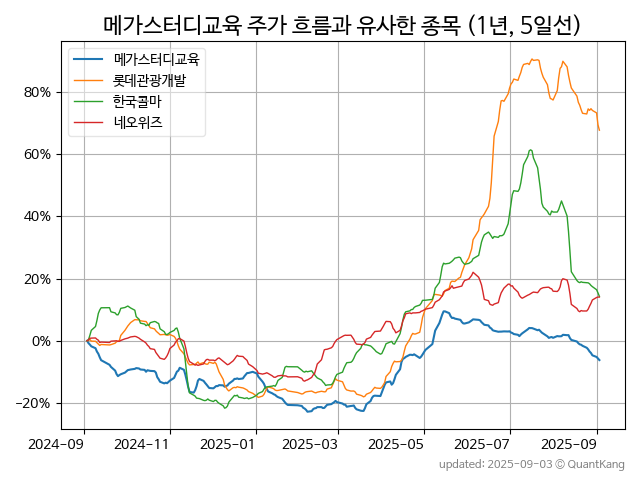 메가스터디교육 주가 흐름과 유사한 종목 (1년, 5일선)
메가스터디교육
롯데관광개발
한국콜마
네오위즈
80%
60%
40%
20%
0%
−20%
2024-09 2024-11 2025-01 2025-03 2025-05 2025-07 2025-09
updated: 2025-09-03 © QuantKang